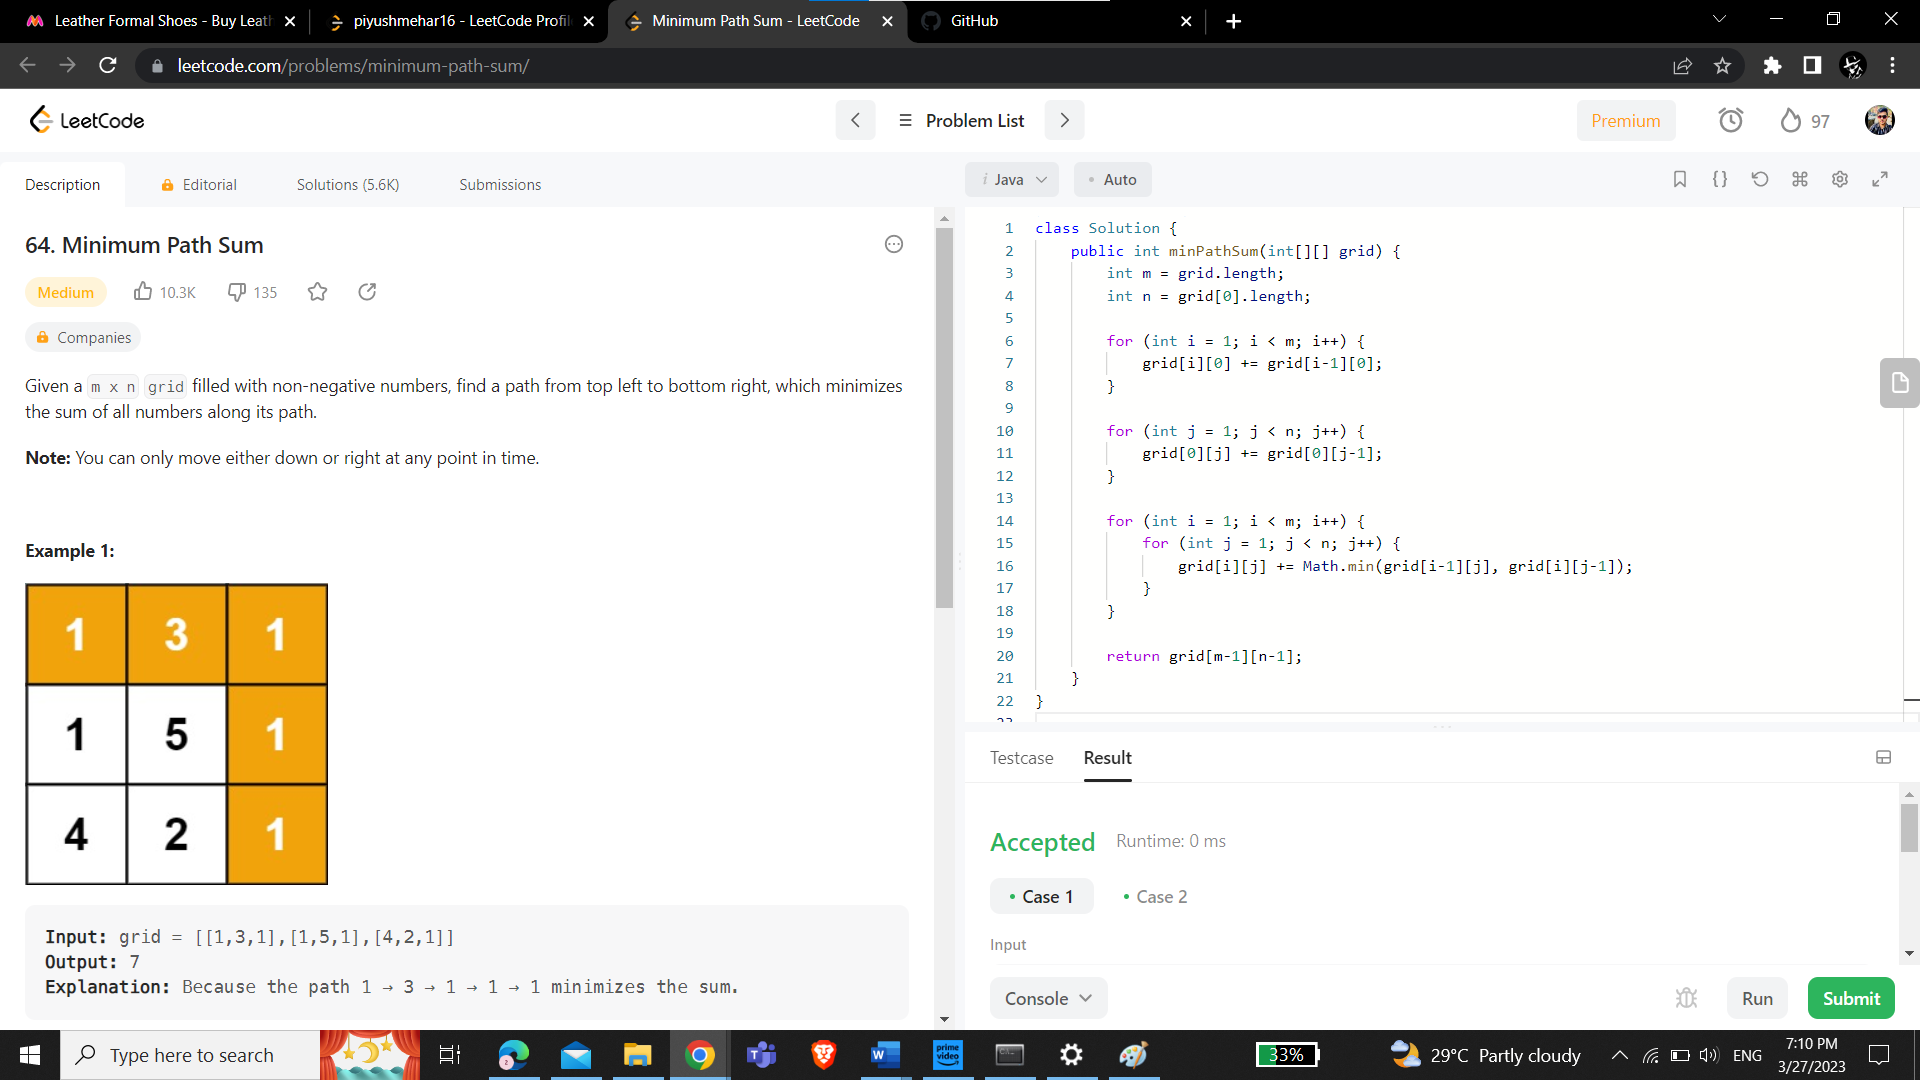 Leather Formal Shoes - Buy Leath
piyushmehar16 - LeetCode Profil
Minimum Path Sum - LeetCode
GitHub
leetcode.com/problems/minimum-path-sum/
LeetCode
Problem List
Premium
97
Description
Editorial
Solutions (5.6K)
Submissions
64. Minimum Path Sum
Medium
10.3K
135
Companies
Given a m x n grid filled with non-negative numbers, find a path from top left to bottom right, which minimizes
the sum of all numbers along its path.
Note: You can only move either down or right at any point in time.
Example 1:
1 3 1
1 5 1
4 2 1
Input: grid = [[1,3,1],[1,5,1],[4,2,1]]
Output: 7
Explanation: Because the path 1 → 3 → 1 → 1 → 1 minimizes the sum.
i Java
• Auto
{}
1 class Solution {
2 public int minPathSum(int[][] grid) {
3 int m = grid.length;
4 int n = grid[0].length;
5
6 for (int i = 1; i < m; i++) {
7 grid[i][0] += grid[i-1][0];
8 }
9
10 for (int j = 1; j < n; j++) {
11 grid[0][j] += grid[0][j-1];
12 }
13
14 for (int i = 1; i < m; i++) {
15 for (int j = 1; j < n; j++) {
16 grid[i][j] += Math.min(grid[i-1][j], grid[i][j-1]);
17 }
18 }
19
20 return grid[m-1][n-1];
21 }
22 }
23
Testcase
Result
Accepted
Runtime: 0 ms
• Case 1
• Case 2
Input
Console
Run
Submit
Type here to search
prime video
33%
29°C Partly cloudy
ENG
7:10 PM
3/27/2023